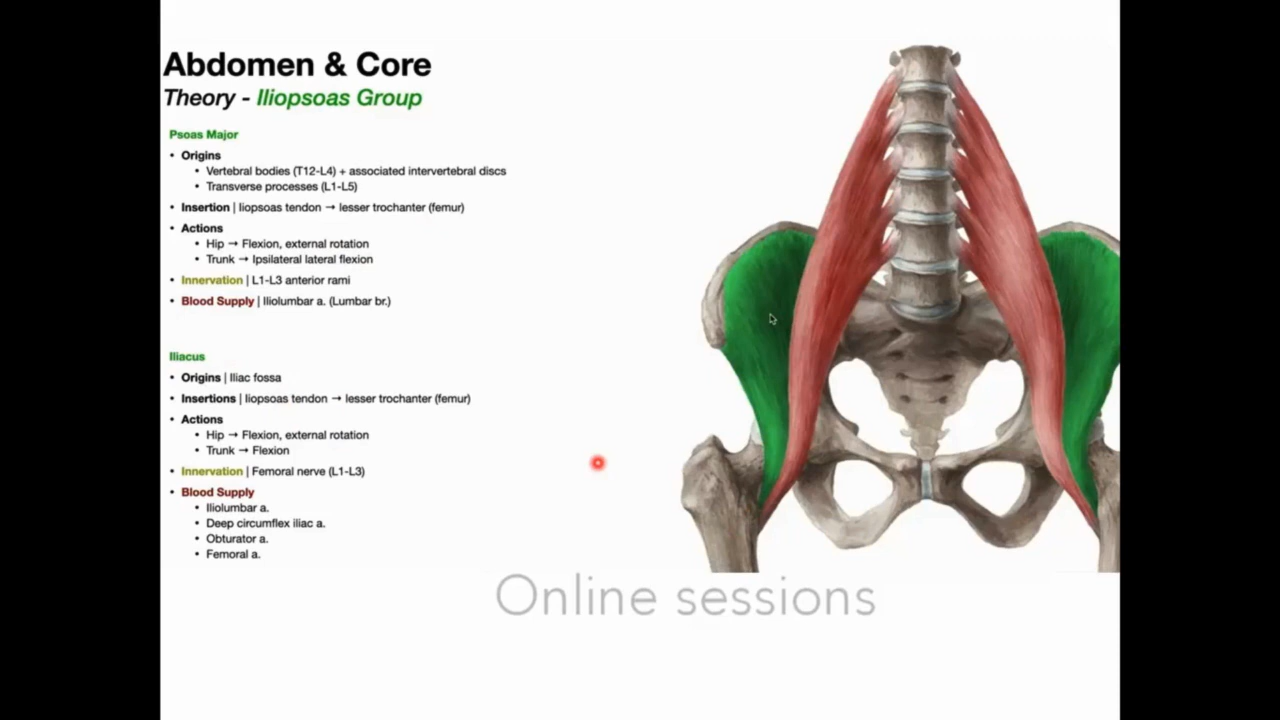 Abdomen & Core
Theory - Iliopsoas Group
Psoas Major
• Origins
• Vertebral bodies (T12-L4) + associated intervertebral discs
• Transverse processes (L1-L5)
• Insertion | Iiopsoas tendon → lesser trochanter (femur)
• Actions
• Hip → Flexion, external rotation
• Trunk → Ipsilateral lateral flexion
• Innervation | L1-L3 anterior rami
• Blood Supply | Iliolumbar a. (Lumbar br.)
Iliacus
• Origins | Iliac fossa
• Insertions | Iiopsoas tendon → lesser trochanter (femur)
• Actions
• Hip → Flexion, external rotation
• Trunk → Flexion
• Innervation | Femoral nerve (L1-L3)
• Blood Supply
• Iliolumbar a.
• Deep circumflex iliac a.
• Obturator a.
• Femoral a.
Online sessions